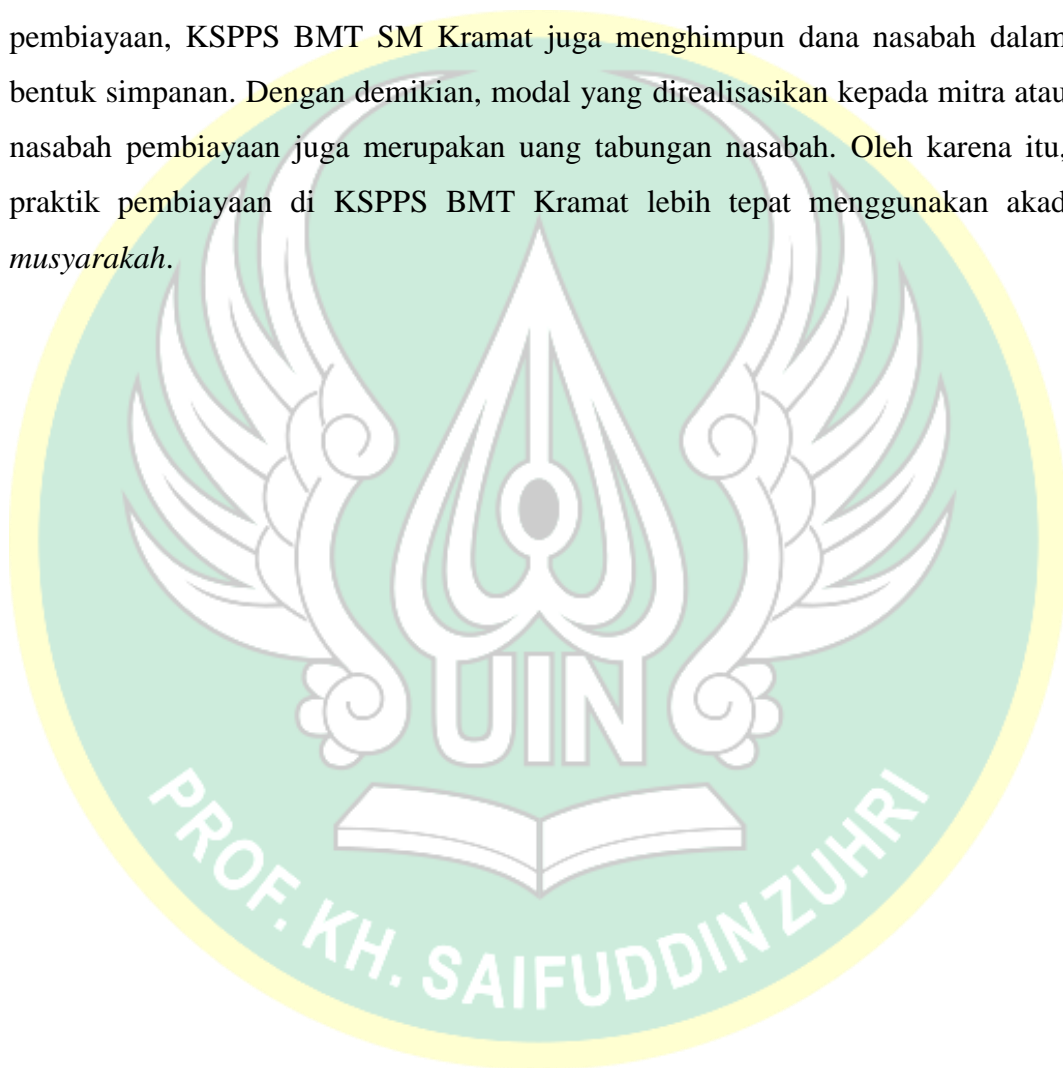 pembiayaan, KSPPS BMT SM Kramat juga menghimpun dana nasabah dalam
bentuk simpanan. Dengan demikian, modal yang direalisasikan kepada mitra atau
nasabah pembiayaan juga merupakan uang tabungan nasabah. Oleh karena itu,
praktik pembiayaan di KSPPS BMT Kramat lebih tepat menggunakan akad
musyarakah.
UIN
PROF. KH. SAIFUDDIN ZUHRI